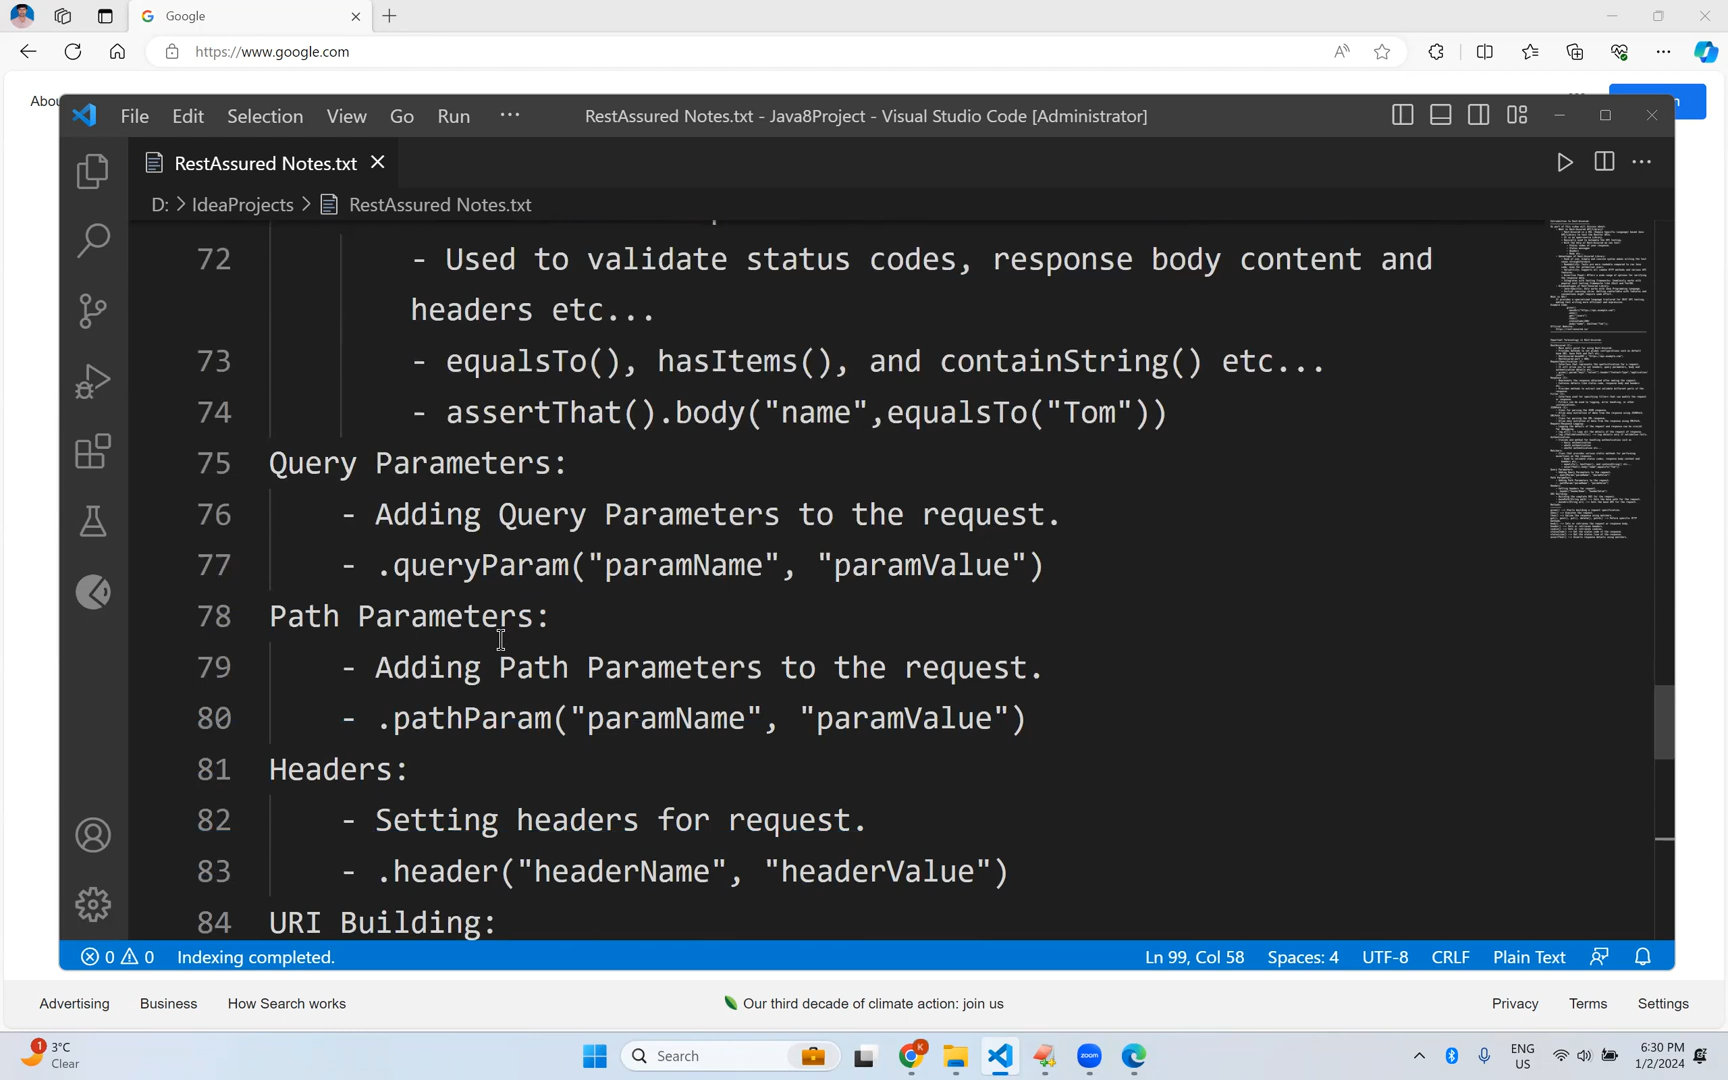 Google
https://www.google.com
Abou
File Edit Selection View Go Run ... RestAssured Notes.txt - Java8Project - Visual Studio Code [Administrator]
RestAssured Notes.txt
D: > IdeaProjects > RestAssured Notes.txt
72 - Used to validate status codes, response body content and
headers etc...
73 - equalsTo(), hasItems(), and containString() etc...
74 - assertThat().body("name",equalsTo("Tom"))
75 Query Parameters:
76 - Adding Query Parameters to the request.
77 - .queryParam("paramName", "paramValue")
78 Path Parameters:
79 - Adding Path Parameters to the request.
80 - .pathParam("paramName", "paramValue")
81 Headers:
82 - Setting headers for request.
83 - .header("headerName", "headerValue")
84 URI Building:
0 0 Indexing completed. Ln 99, Col 58 Spaces: 4 UTF-8 CRLF Plain Text
Advertising Business How Search works Our third decade of climate action: join us Privacy Terms Settings
1 3°C
Clear
Search
zoom
K
ENG
US
6:30 PM
1/2/2024